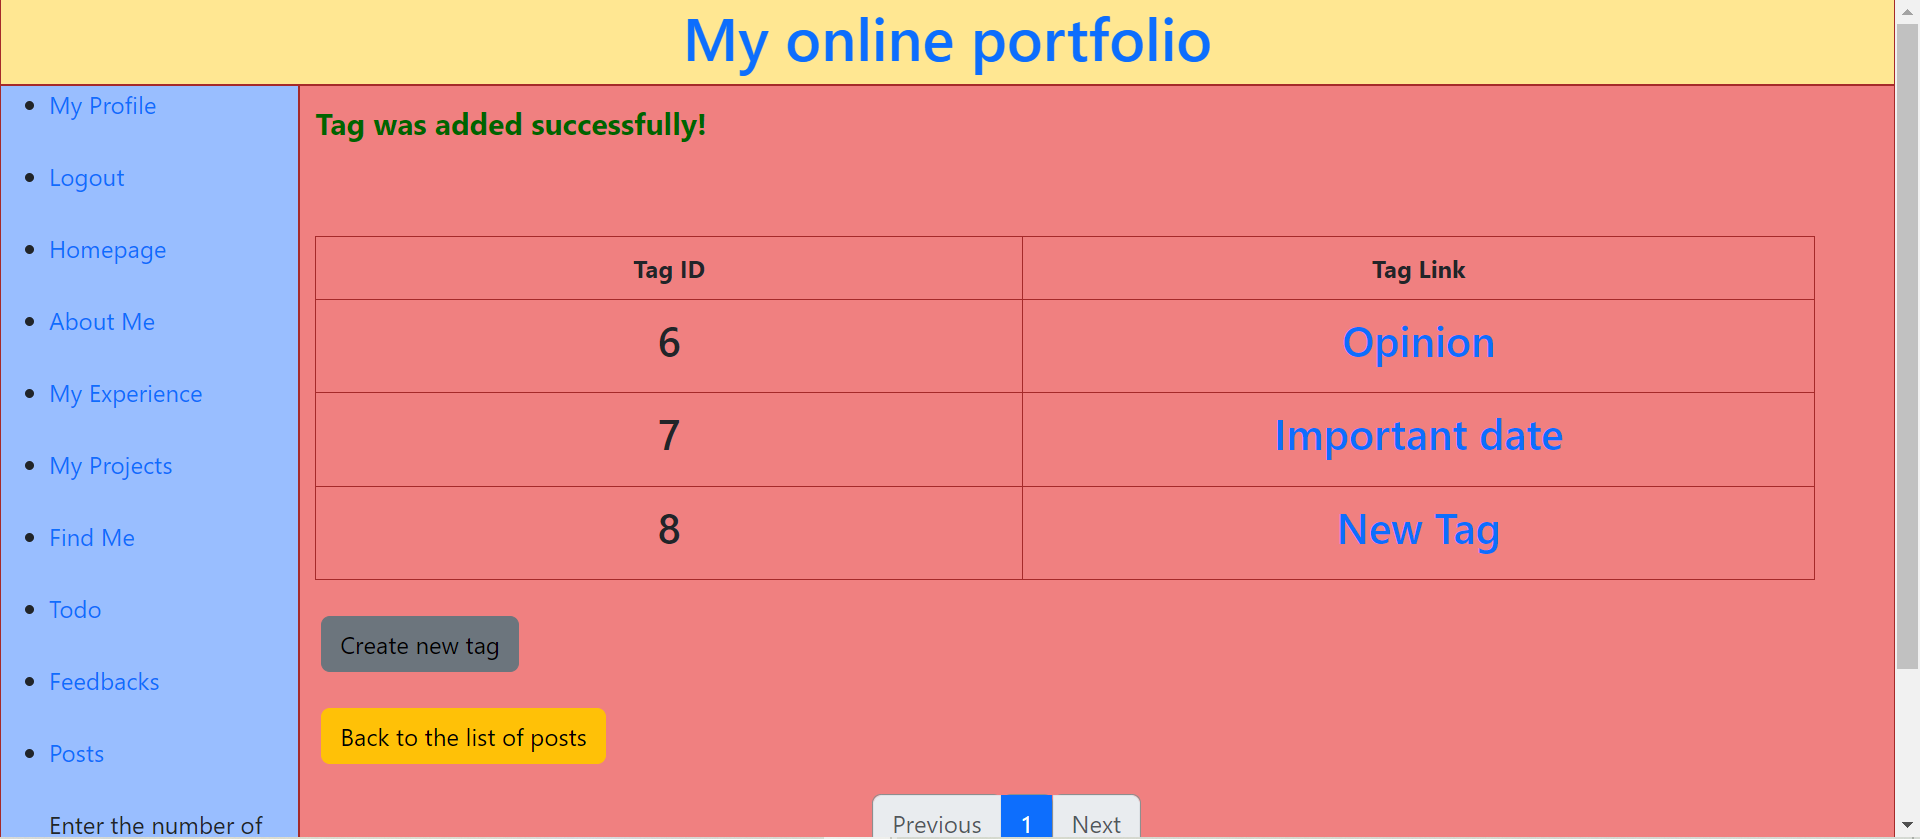 My online portfolio
My Profile
Logout
Homepage
About Me
My Experience
My Projects
Find Me
Todo
Feedbacks
Posts
Enter the number of
Tag was added successfully!
Tag ID Tag Link
6 Opinion
7 Important date
8 New Tag
Create new tag
Back to the list of posts
Previous 1 Next